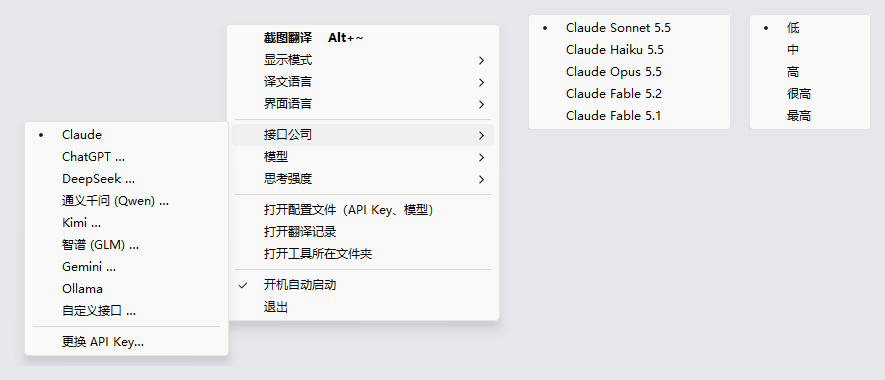 截图翻译 Alt+~
显示模式
译文语言
界面语言
接口公司
模型
思考强度
打开配置文件（API Key、模型）
打开翻译记录
打开工具所在文件夹
开机自动启动
退出
Claude
ChatGPT ...
DeepSeek ...
通义千问 (Qwen) ...
Kimi ...
智谱 (GLM) ...
Gemini ...
Ollama
自定义接口 ...
更换 API Key...
Claude Sonnet 5.5
Claude Haiku 5.5
Claude Opus 5.5
Claude Fable 5.2
Claude Fable 5.1
低
中
高
很高
最高